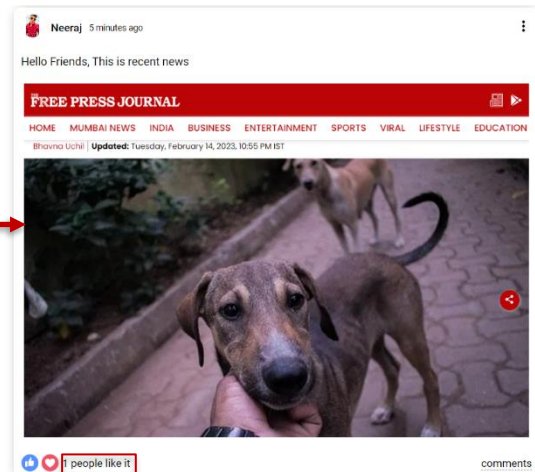 Neeraj 5 minutes ago
Hello Friends, This is recent news
THE FREE PRESS JOURNAL
HOME MUMBAI NEWS INDIA BUSINESS ENTERTAINMENT SPORTS VIRAL LIFESTYLE EDUCATION
Bhavna Uchil | Updated: Tuesday, February 14, 2023, 10:55 PM IST
1 people like it comments